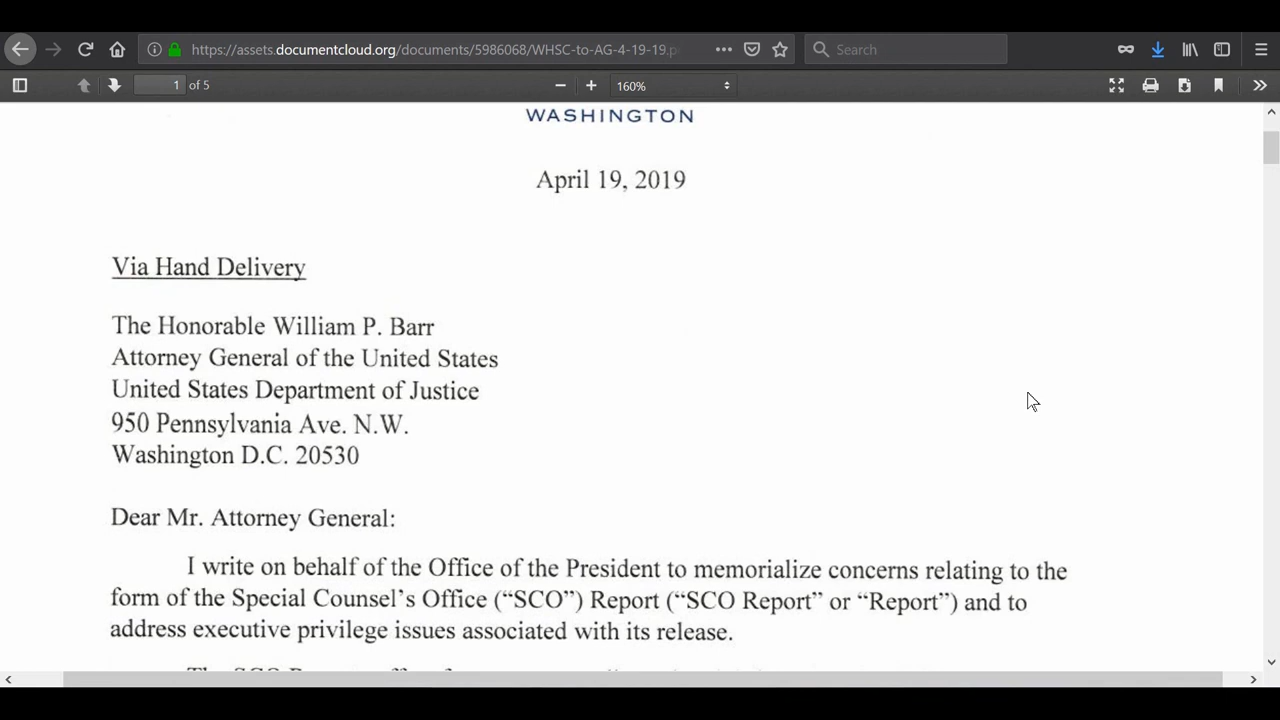 https://assets.documentcloud.org/documents/5986068/WHSC-to-AG-4-19-19.p
Search
1 of 5
160%
WASHINGTON
April 19, 2019
Via Hand Delivery
The Honorable William P. Barr
Attorney General of the United States
United States Department of Justice
950 Pennsylvania Ave. N.W.
Washington D.C. 20530
Dear Mr. Attorney General:
I write on behalf of the Office of the President to memorialize concerns relating to the
form of the Special Counsel's Office (“SCO”) Report (“SCO Report” or “Report”) and to
address executive privilege issues associated with its release.